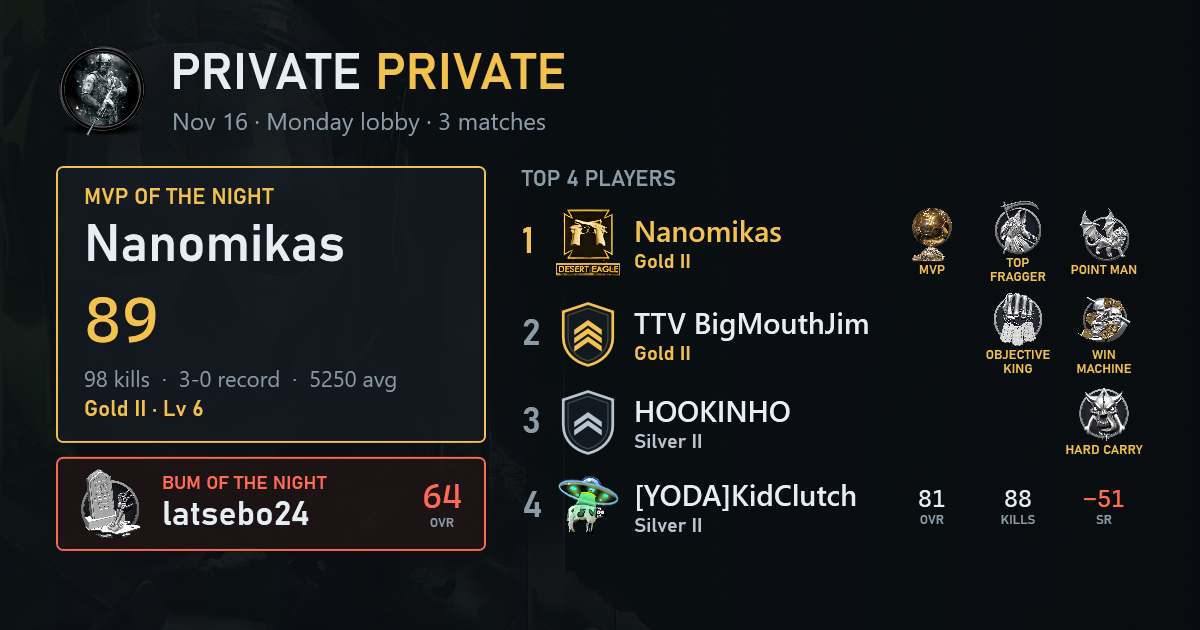 PRIVATE PRIVATE
Nov 16 · Monday lobby · 3 matches
MVP OF THE NIGHT
Nanomikas
89
98 kills · 3-0 record · 5250 avg
Gold II · Lv 6
BUM OF THE NIGHT
latsebo24
64
OVR
TOP 4 PLAYERS
1
DESERT EAGLE
Nanomikas
Gold II
MVP
TOP
FRAGGER
POINT MAN
2
TTV BigMouthJim
Gold II
OBJECTIVE
KING
WIN
MACHINE
3
HOOKINHO
Silver II
HARD CARRY
4
[YODA]KidClutch
Silver II
81
OVR
88
KILLS
−51
SR